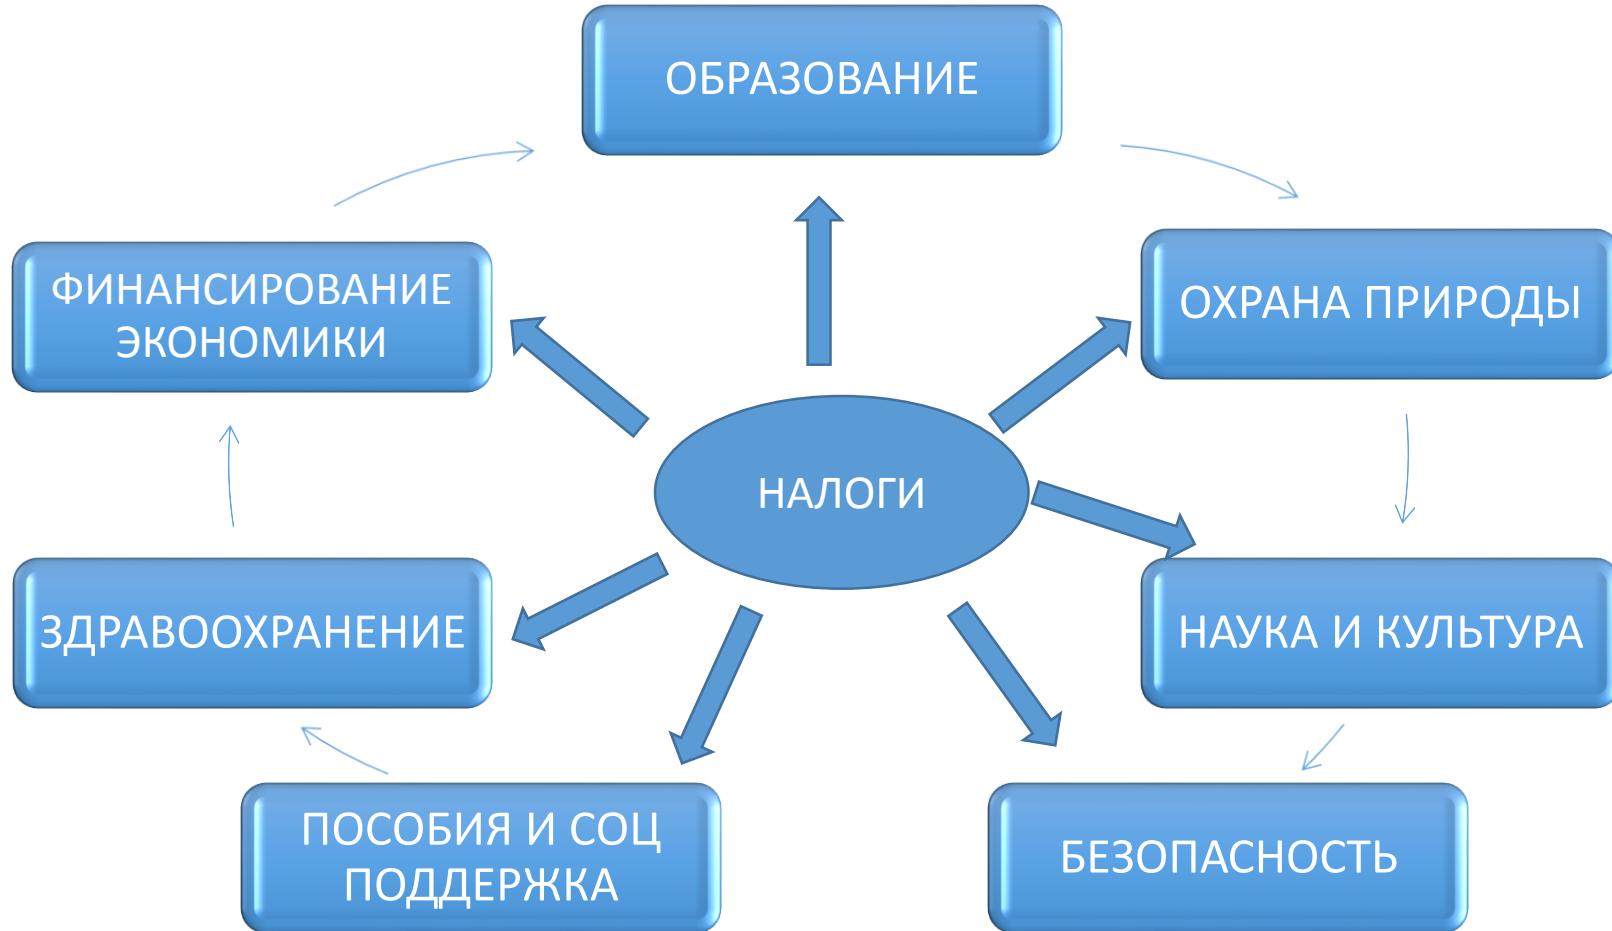 ОБРАЗОВАНИЕ
ФИНАНСИРОВАНИЕ
ЭКОНОМИКИ
ОХРАНА ПРИРОДЫ
НАЛОГИ
ЗДРАВООХРАНЕНИЕ
НАУКА И КУЛЬТУРА
ПОСОБИЯ И СОЦ
ПОДДЕРЖКА
БЕЗОПАСНОСТЬ